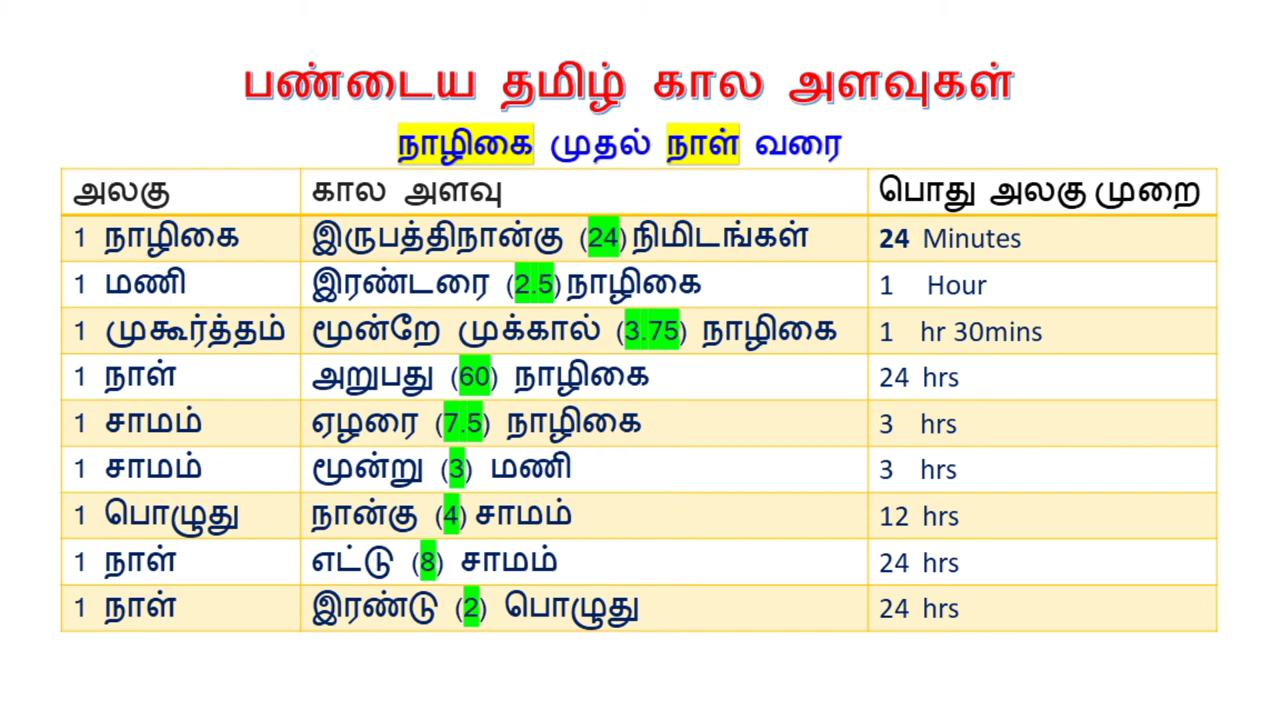 பண்டைய தமிழ் கால அளவுகள்
நாழிகை முதல் நாள் வரை
அலகு கால அளவு பொது அலகு முறை
1 நாழிகை இருபத்திநான்கு (24) நிமிடங்கள் 24 Minutes
1 மணி இரண்டரை (2.5) நாழிகை 1 Hour
1 முகூர்த்தம் மூன்றே முக்கால் (3.75) நாழிகை 1 hr 30mins
1 நாள் அறுபது (60) நாழிகை 24 hrs
1 சாமம் ஏழரை (7.5) நாழிகை 3 hrs
1 சாமம் மூன்று (3) மணி 3 hrs
1 பொழுது நான்கு (4) சாமம் 12 hrs
1 நாள் எட்டு (8) சாமம் 24 hrs
1 நாள் இரண்டு (2) பொழுது 24 hrs